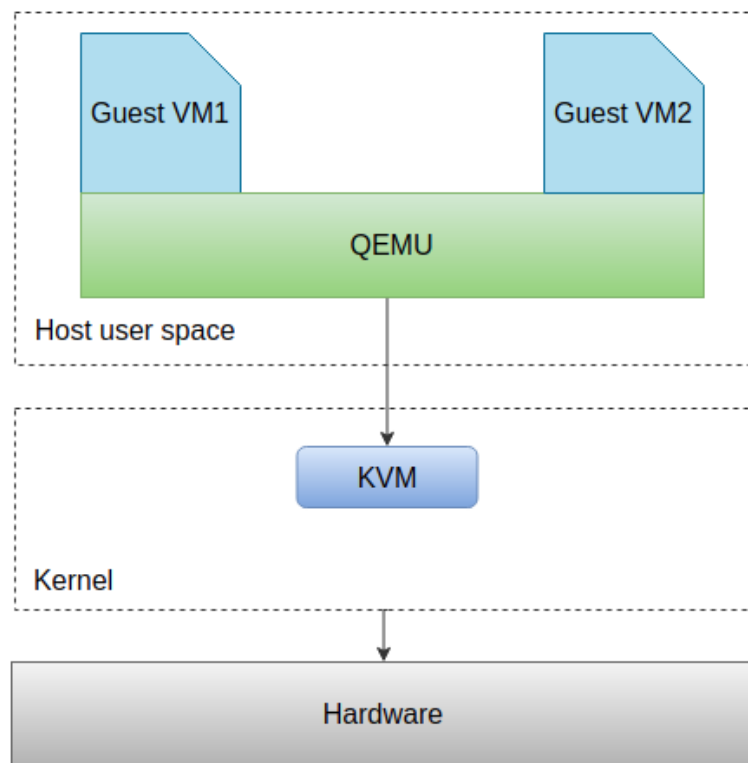 Guest VM1
Guest VM2
QEMU
Host user space
KVM
Kernel
Hardware